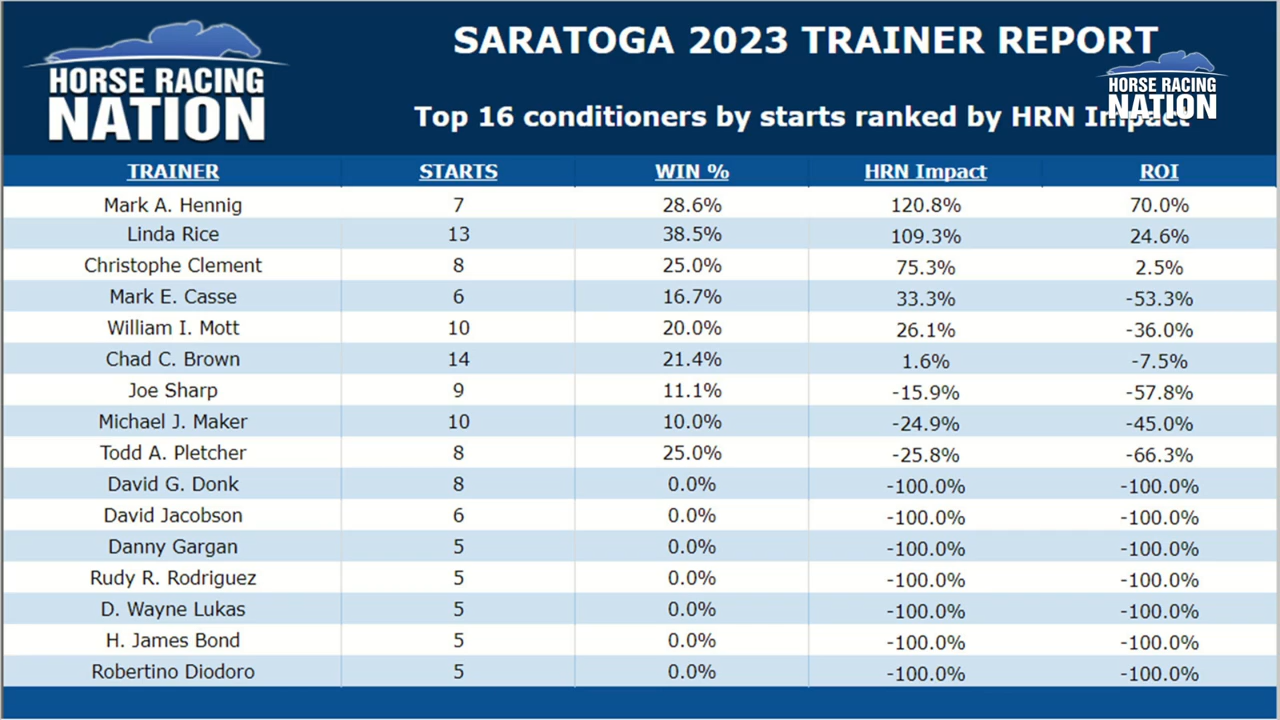 HORSE RACING
NATION
SARATOGA 2023 TRAINER REPORT
Top 16 conditioners by starts ranked by HRN Impact
HORSE RACING
NATION
TRAINER STARTS WIN % HRN Impact ROI
Mark A. Hennig 7 28.6% 120.8% 70.0%
Linda Rice 13 38.5% 109.3% 24.6%
Christophe Clement 8 25.0% 75.3% 2.5%
Mark E. Casse 6 16.7% 33.3% -53.3%
William I. Mott 10 20.0% 26.1% -36.0%
Chad C. Brown 14 21.4% 1.6% -7.5%
Joe Sharp 9 11.1% -15.9% -57.8%
Michael J. Maker 10 10.0% -24.9% -45.0%
Todd A. Pletcher 8 25.0% -25.8% -66.3%
David G. Donk 8 0.0% -100.0% -100.0%
David Jacobson 6 0.0% -100.0% -100.0%
Danny Gargan 5 0.0% -100.0% -100.0%
Rudy R. Rodriguez 5 0.0% -100.0% -100.0%
D. Wayne Lukas 5 0.0% -100.0% -100.0%
H. James Bond 5 0.0% -100.0% -100.0%
Robertino Diodoro 5 0.0% -100.0% -100.0%